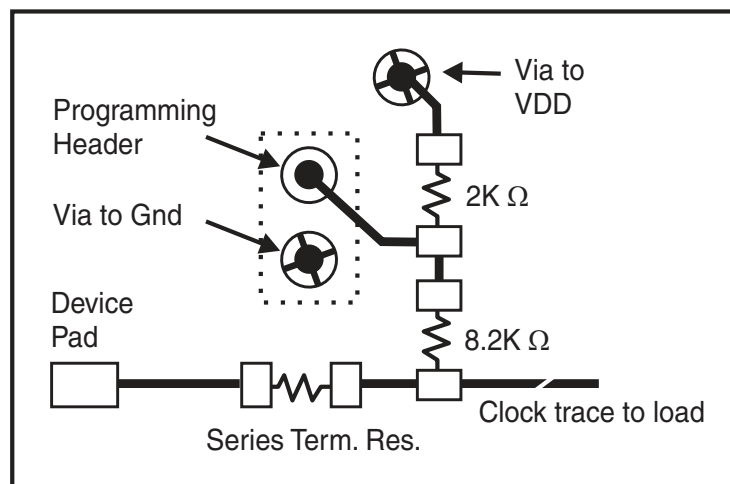 Via to
VDD
Programming
Header
2K Ω
Via to Gnd
Device
Pad
8.2K Ω
Clock trace to load
Series Term. Res.